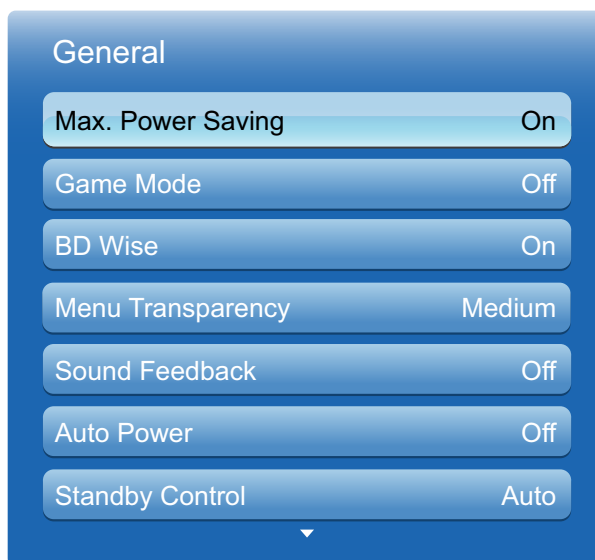 General
Max. Power Saving On
Game Mode Off
BD Wise On
Menu Transparency Medium
Sound Feedback Off
Auto Power Off
Standby Control Auto